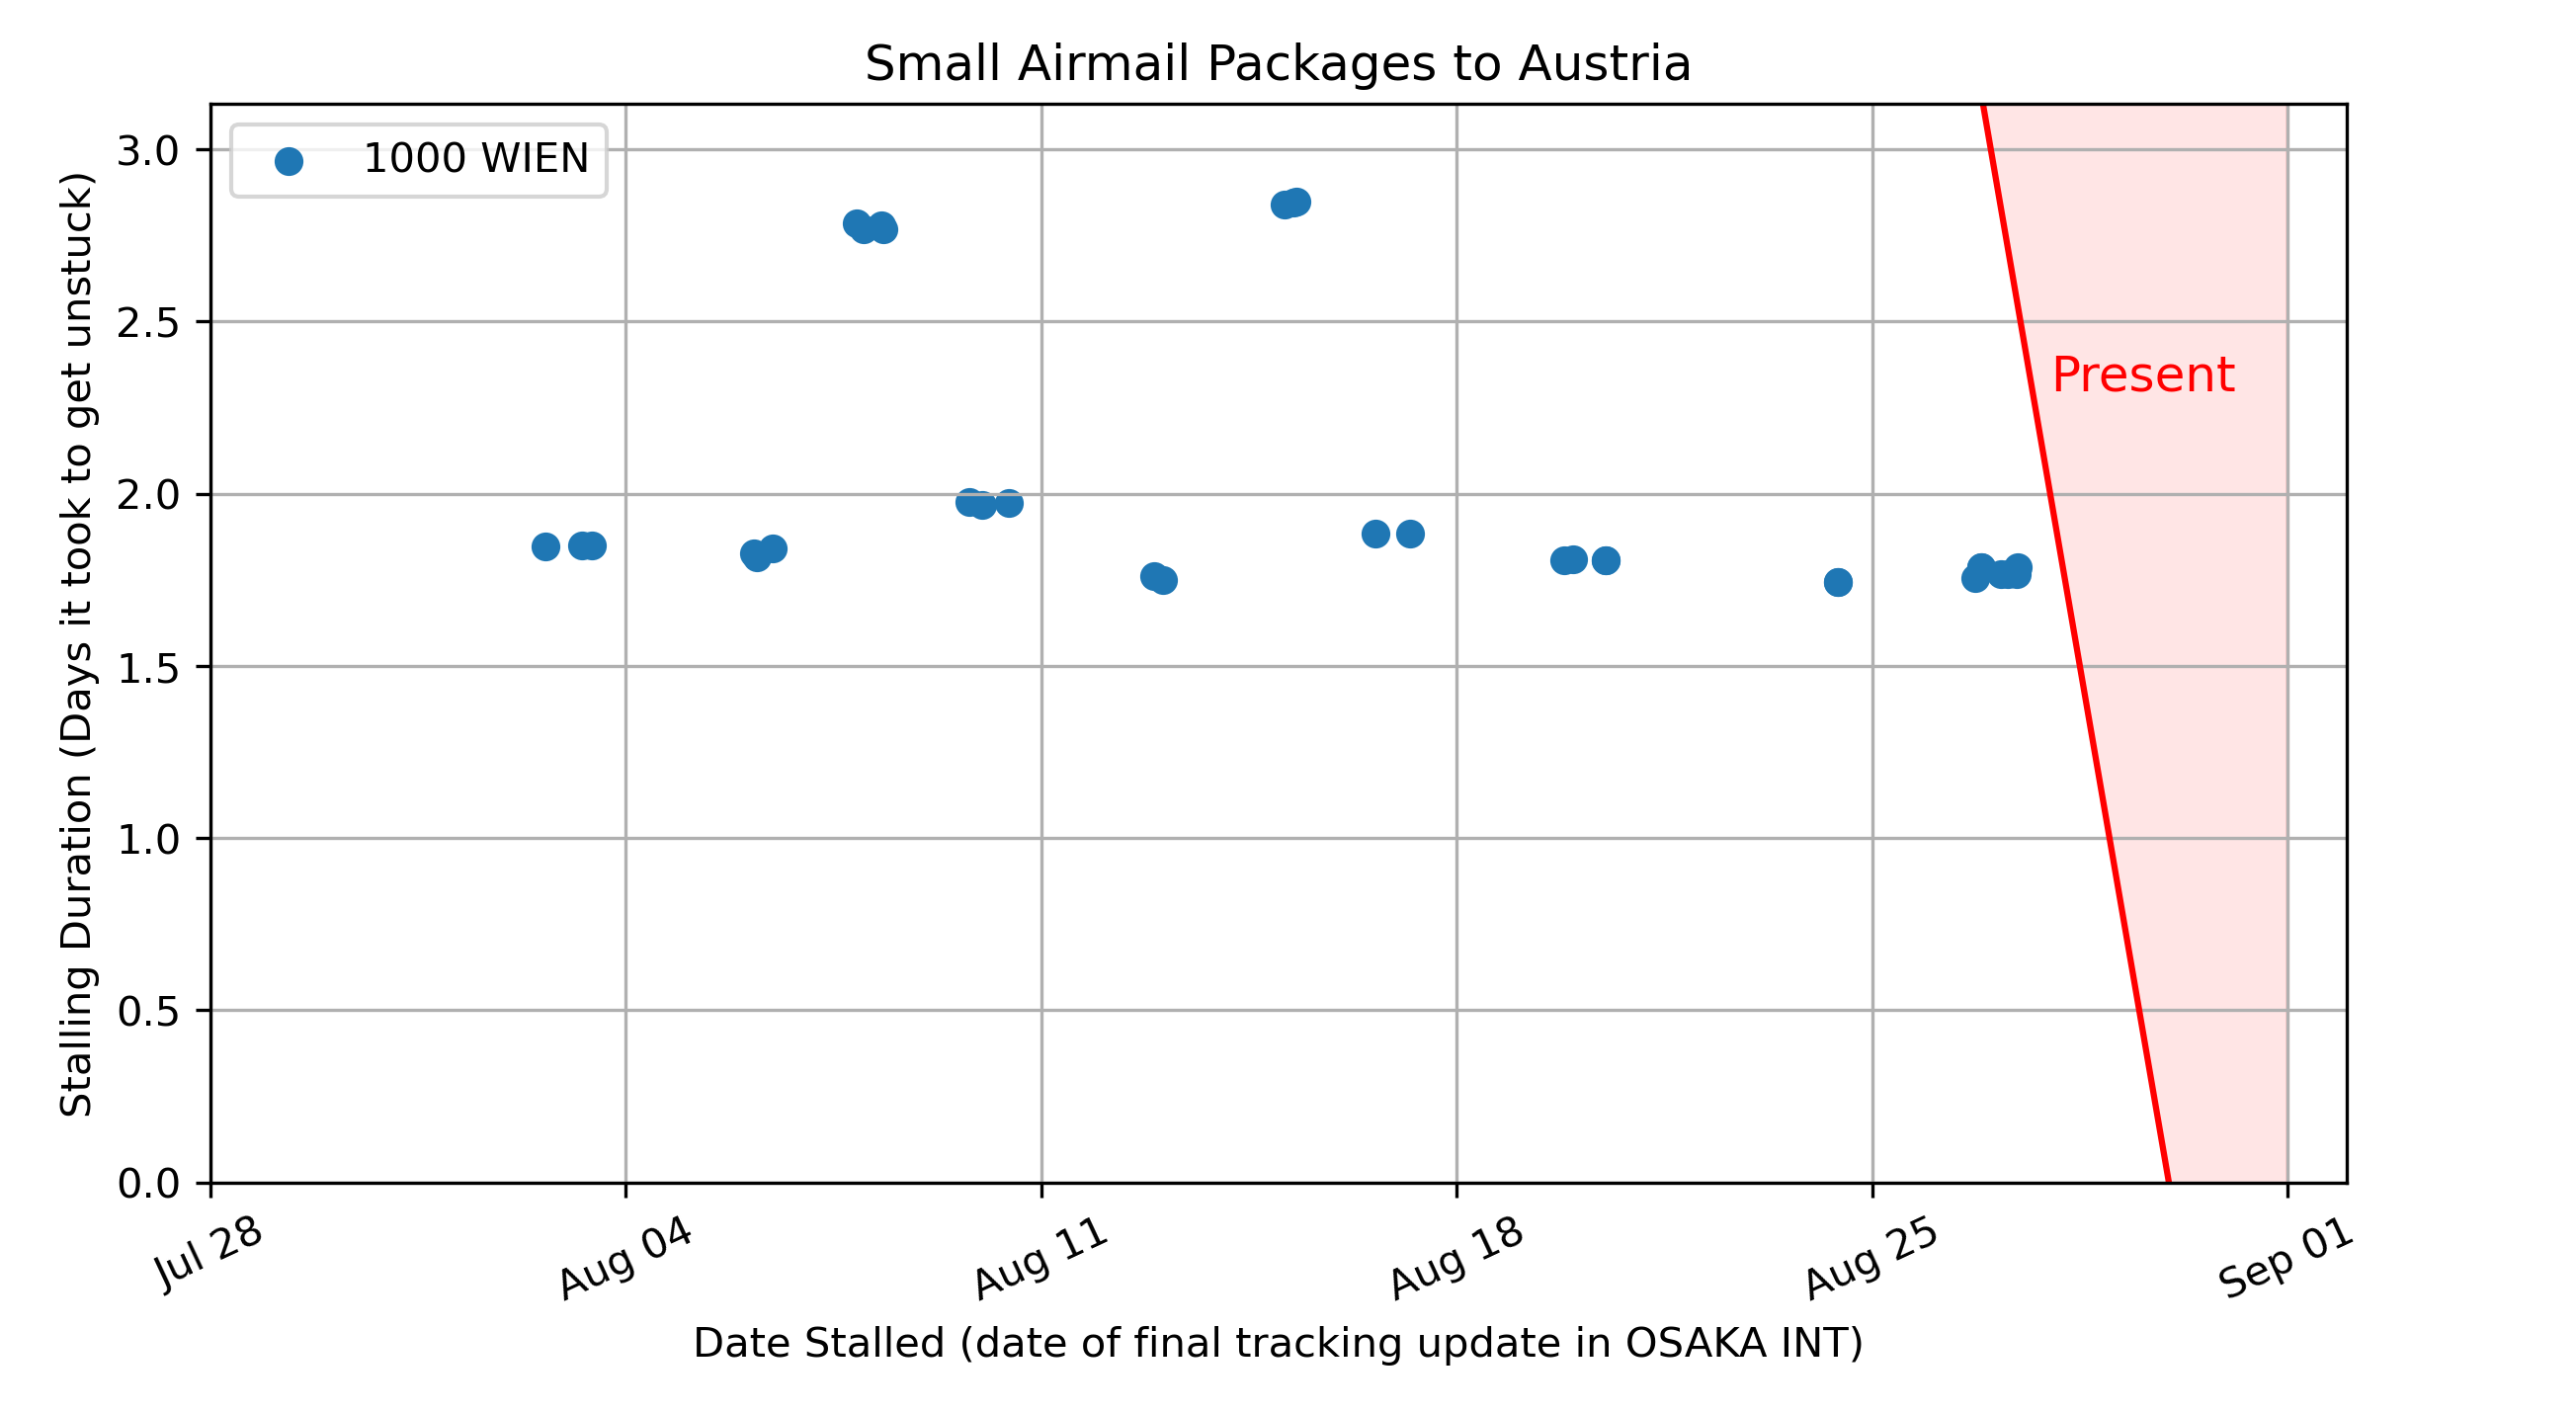 Small Airmail Packages to Austria
1000 WIEN
Present
Stalling Duration (Days it took to get unstuck)
3.0
2.5
2.0
1.5
1.0
0.5
0.0
Jul 28
Aug 04
Aug 11
Aug 18
Aug 25
Sep 01
Date Stalled (date of final tracking update in OSAKA INT)